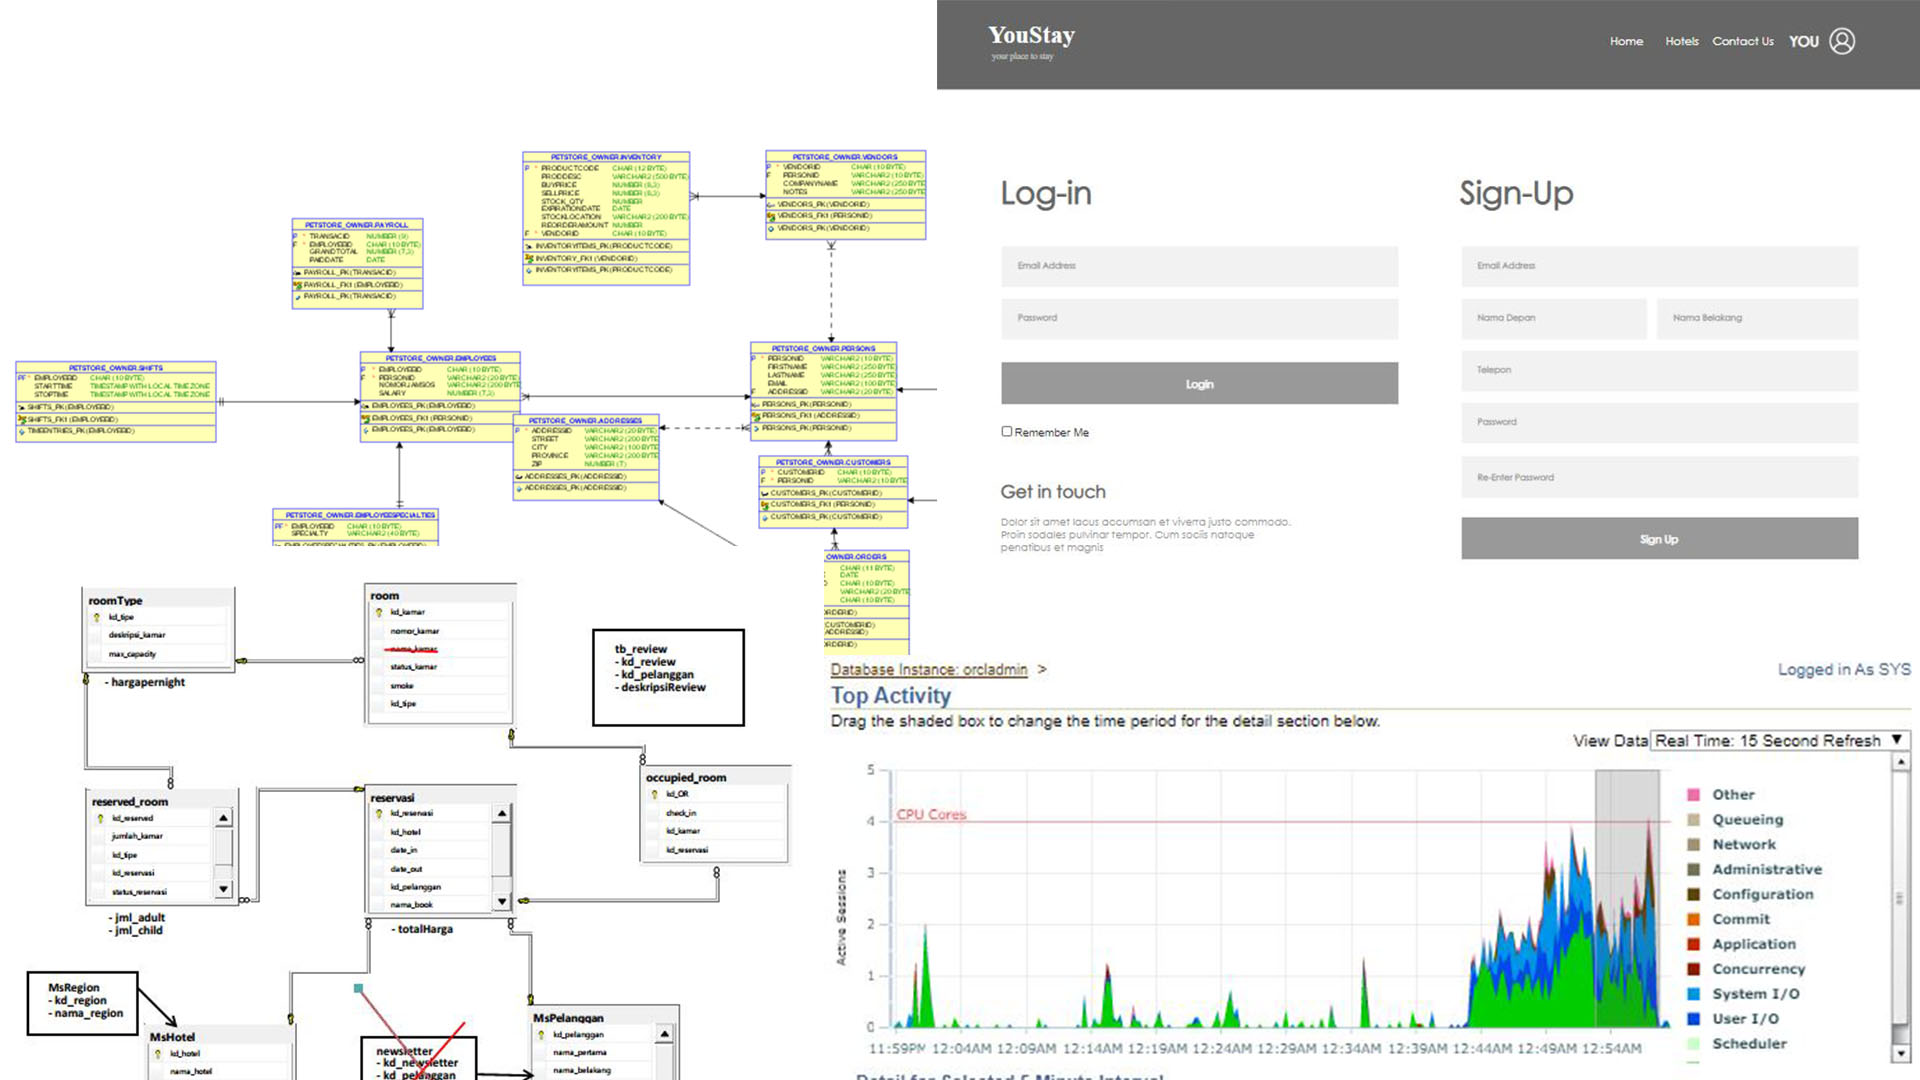 YouStay
your place to stay
Home Hotels Contact Us YOU
Log-in
Email Address
Password
Login
Remember Me
Get in touch
Dolor sit amet lacus accumsan et viverra justo commodo.
Proin sodales pulvinar tempor. Cum sociis natoque
penatibus et magnis
Sign-Up
Email Address
Nama Depan Nama Belakang
Telepon
Password
Re-Enter Password
Sign Up
PETSTORE_OWNER.INVENTORY
P * PRODUCTCODE CHAR (12 BYTE)
PRODDESC VARCHAR2 (500 BYTE)
BUYPRICE NUMBER (8,3)
SELLPRICE NUMBER (8,3)
STOCK_QTY NUMBER
EXPIRATIONDATE DATE
STOCKLOCATION VARCHAR2 (200 BYTE)
REORDERAMOUNT NUMBER
F * VENDORID CHAR (10 BYTE)
INVENTORYITEMS_PK (PRODUCTCODE)
INVENTORY_FK1 (VENDORID)
INVENTORYITEMS_PK (PRODUCTCODE)
PETSTORE_OWNER.VENDORS
P * VENDORID CHAR (10 BYTE)
F PERSONID VARCHAR2 (10 BYTE)
COMPANYNAME VARCHAR2 (250 BYTE
NOTES VARCHAR2 (250 BYTE
VENDORS_PK (VENDORID)
VENDORS_FK1 (PERSONID)
VENDORS_PK (VENDORID)
PETSTORE_OWNER.PAYROLL
P * TRANSACID NUMBER (9)
F * EMPLOYEEID CHAR (10 BYTE)
GRANDTOTAL NUMBER (7,3)
PAIDDATE DATE
PAYROLL_PK (TRANSACID)
PAYROLL_FK1 (EMPLOYEEID)
PAYROLL_PK (TRANSACID)
PETSTORE_OWNER.SHIFTS
PF * EMPLOYEEID CHAR (10 BYTE)
STARTTIME TIMESTAMP WITH LOCAL TIME ZONE
STOPTIME TIMESTAMP WITH LOCAL TIME ZONE
SHIFTS_PK (EMPLOYEEID)
SHIFTS_FK1 (EMPLOYEEID)
TIMEENTRIES_PK (EMPLOYEEID)
PETSTORE_OWNER.EMPLOYEES
P * EMPLOYEEID CHAR (10 BYTE)
F * PERSONID VARCHAR2 (20 BYTE)
NOMORJAMSOS VARCHAR2 (200 BYTE
SALARY NUMBER (7,3)
EMPLOYEES_PK (EMPLOYEEID)
EMPLOYEES_FK1 (PERSONID)
EMPLOYEES_PK (EMPLOYEEID)
PETSTORE_OWNER.PERSONS
P * PERSONID VARCHAR2 (10 BYTE)
FIRSTNAME VARCHAR2 (250 BYTE)
LASTNAME VARCHAR2 (250 BYTE)
EMAIL VARCHAR2 (100 BYTE)
F ADDRESSID VARCHAR2 (20 BYTE)
PERSONS_PK (PERSONID)
PERSONS_FK1 (ADDRESSID)
PERSONS_PK (PERSONID)
PETSTORE_OWNER.ADDRESSES
P * ADDRESSID VARCHAR2 (20 BYTE)
STREET VARCHAR2 (200 BYTE
CITY VARCHAR2 (100 BYTE
PROVINCE VARCHAR2 (200 BYTE
ZIP NUMBER (7)
ADDRESSES_PK (ADDRESSID)
ADDRESSES_PK (ADDRESSID)
PETSTORE_OWNER.CUSTOMERS
P * CUSTOMERID CHAR (10 BYTE)
F * PERSONID VARCHAR2 (10 BYTE
CUSTOMERS_PK (CUSTOMERID)
CUSTOMERS_FK1 (PERSONID)
CUSTOMERS_PK (CUSTOMERID)
PETSTORE_OWNER.EMPLOYEESPECIALTIES
PF * EMPLOYEEID CHAR (10 BYTE)
SPECIALTY VARCHAR2 (40 BYTE)
OWNER.ORDERS
CHAR (11 BYTE)
DATE
CHAR (10 BYTE)
VARCHAR2 (20 BYTE
CHAR (10 BYTE)
ORDERID)
CUSTOMERID)
ADDRESSID)
ORDERID)
roomType
kd_tipe
deskripsi_kamar
max_capacity
- hargapernight
room
kd_kamar
nomor_kamar
nama_kamar
status_kamar
smoke
kd_tipe
tb_review
- kd_review
- kd_pelanggan
- deskripsiReview
reserved_room
kd_reserved
jumlah_kamar
kd_tipe
kd_reservasi
status_reservasi
- jml_adult
- jml_child
reservasi
kd_reservasi
kd_hotel
date_in
date_out
kd_pelanggan
nama_book
- totalHarga
occupied_room
kd_OR
check_in
kd_kamar
kd_reservasi
MsRegion
- kd_region
- nama_region
MsHotel
kd_hotel
nama_hotel
newsletter
- kd_newsletter
- kd_pelanggan
MsPelanggan
kd_pelanggan
nama_pertama
nama_belakang
Database Instance: orcladmin >
Logged in As SYS
Top Activity
Drag the shaded box to change the time period for the detail section below.
View Data Real Time: 15 Second Refresh
Active Sessions
5
4
3
2
1
0
CPU Cores
11:59PM 12:04AM 12:09AM 12:14AM 12:19AM 12:24AM 12:29AM 12:34AM 12:39AM 12:44AM 12:49AM 12:54AM
Other
Queueing
Network
Administrative
Configuration
Commit
Application
Concurrency
System I/O
User I/O
Scheduler
Detail for Selected 5 Minute Interval